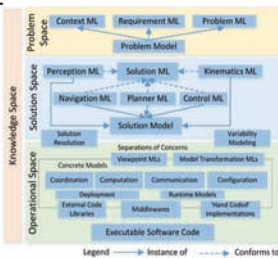 Knowledge Space
Problem Space
Context ML
Requirement ML
Problem ML
Problem Model
Solution Space
Perception ML
Solution ML
Kinematics ML
Navigation ML
Planner ML
Control ML
Solution Model
Solution Resolution
Variability Modeling
Operational Space
Separations of Concerns
Viewpoint MLs
Model Transformation MLs
Concrete Models
Coordination
Computation
Communication
Configuration
Deployment
Runtime Models
External Code Libraries
Middlewares
'Hand Coded' implementations
Executable Software Code
Legend
Instance of
Conforms to